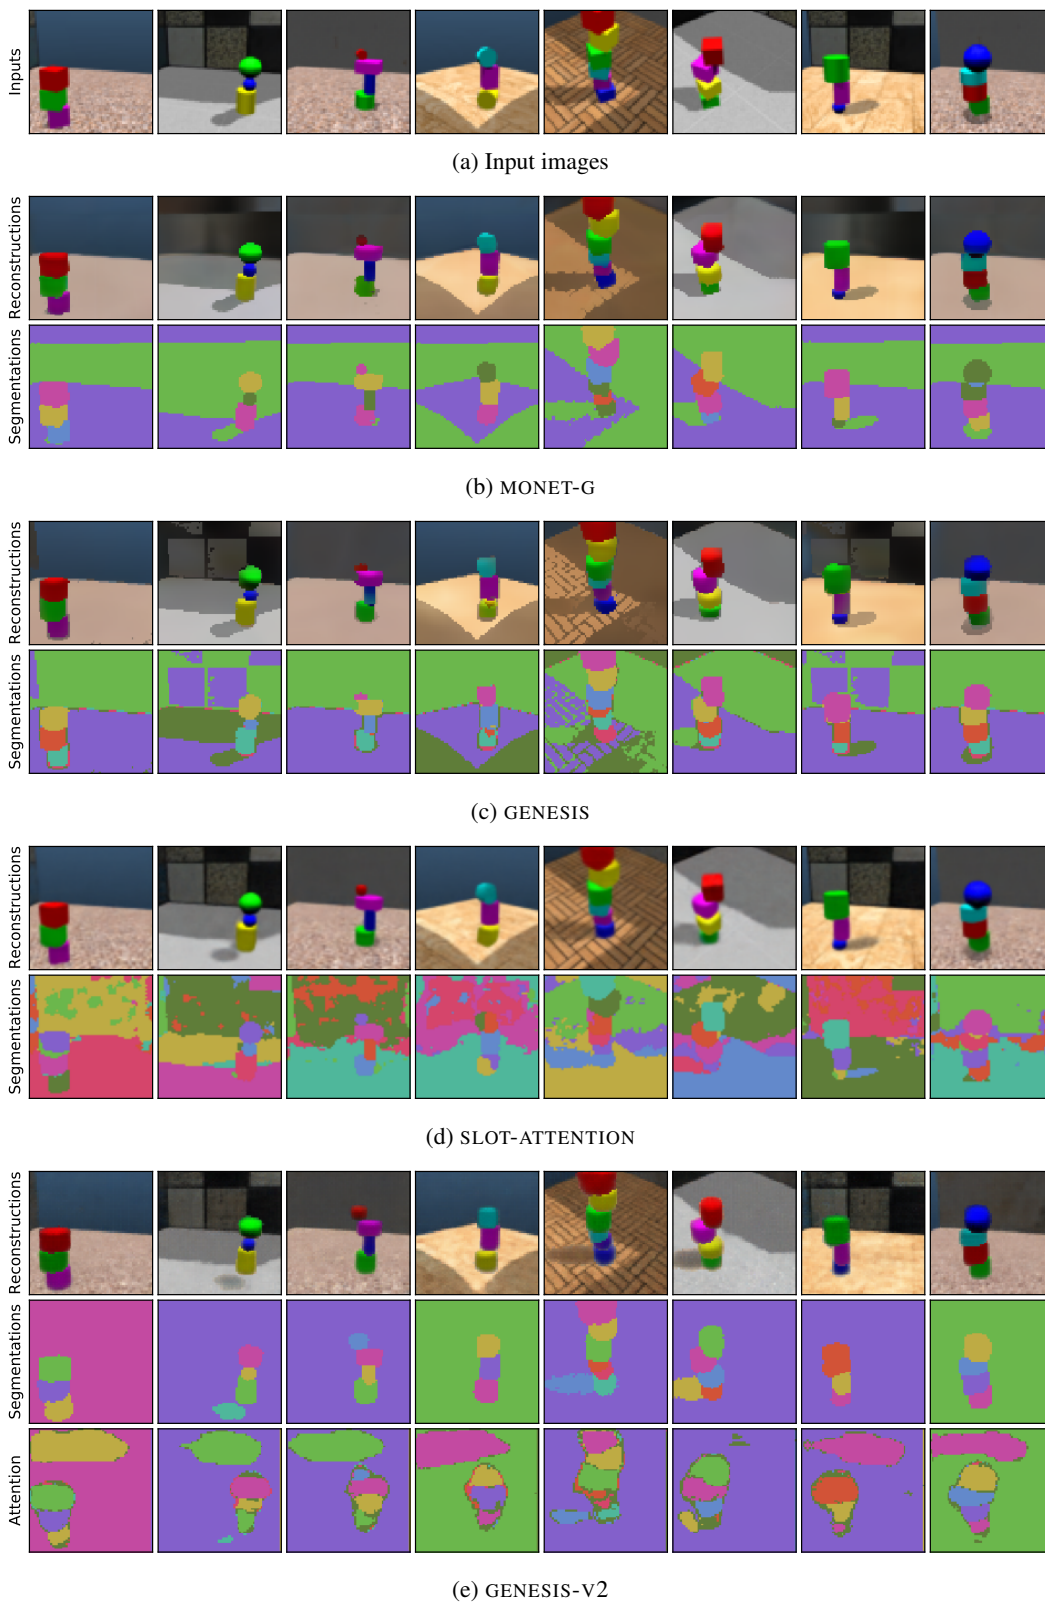 Inputs
(a) Input images
Reconstructions
Segmentations
(b) MONET-G
Reconstructions
Segmentations
(c) GENESIS
Reconstructions
Segmentations
(d) SLOT-ATTENTION
Reconstructions
Segmentations
Attention
(e) GENESIS-V2